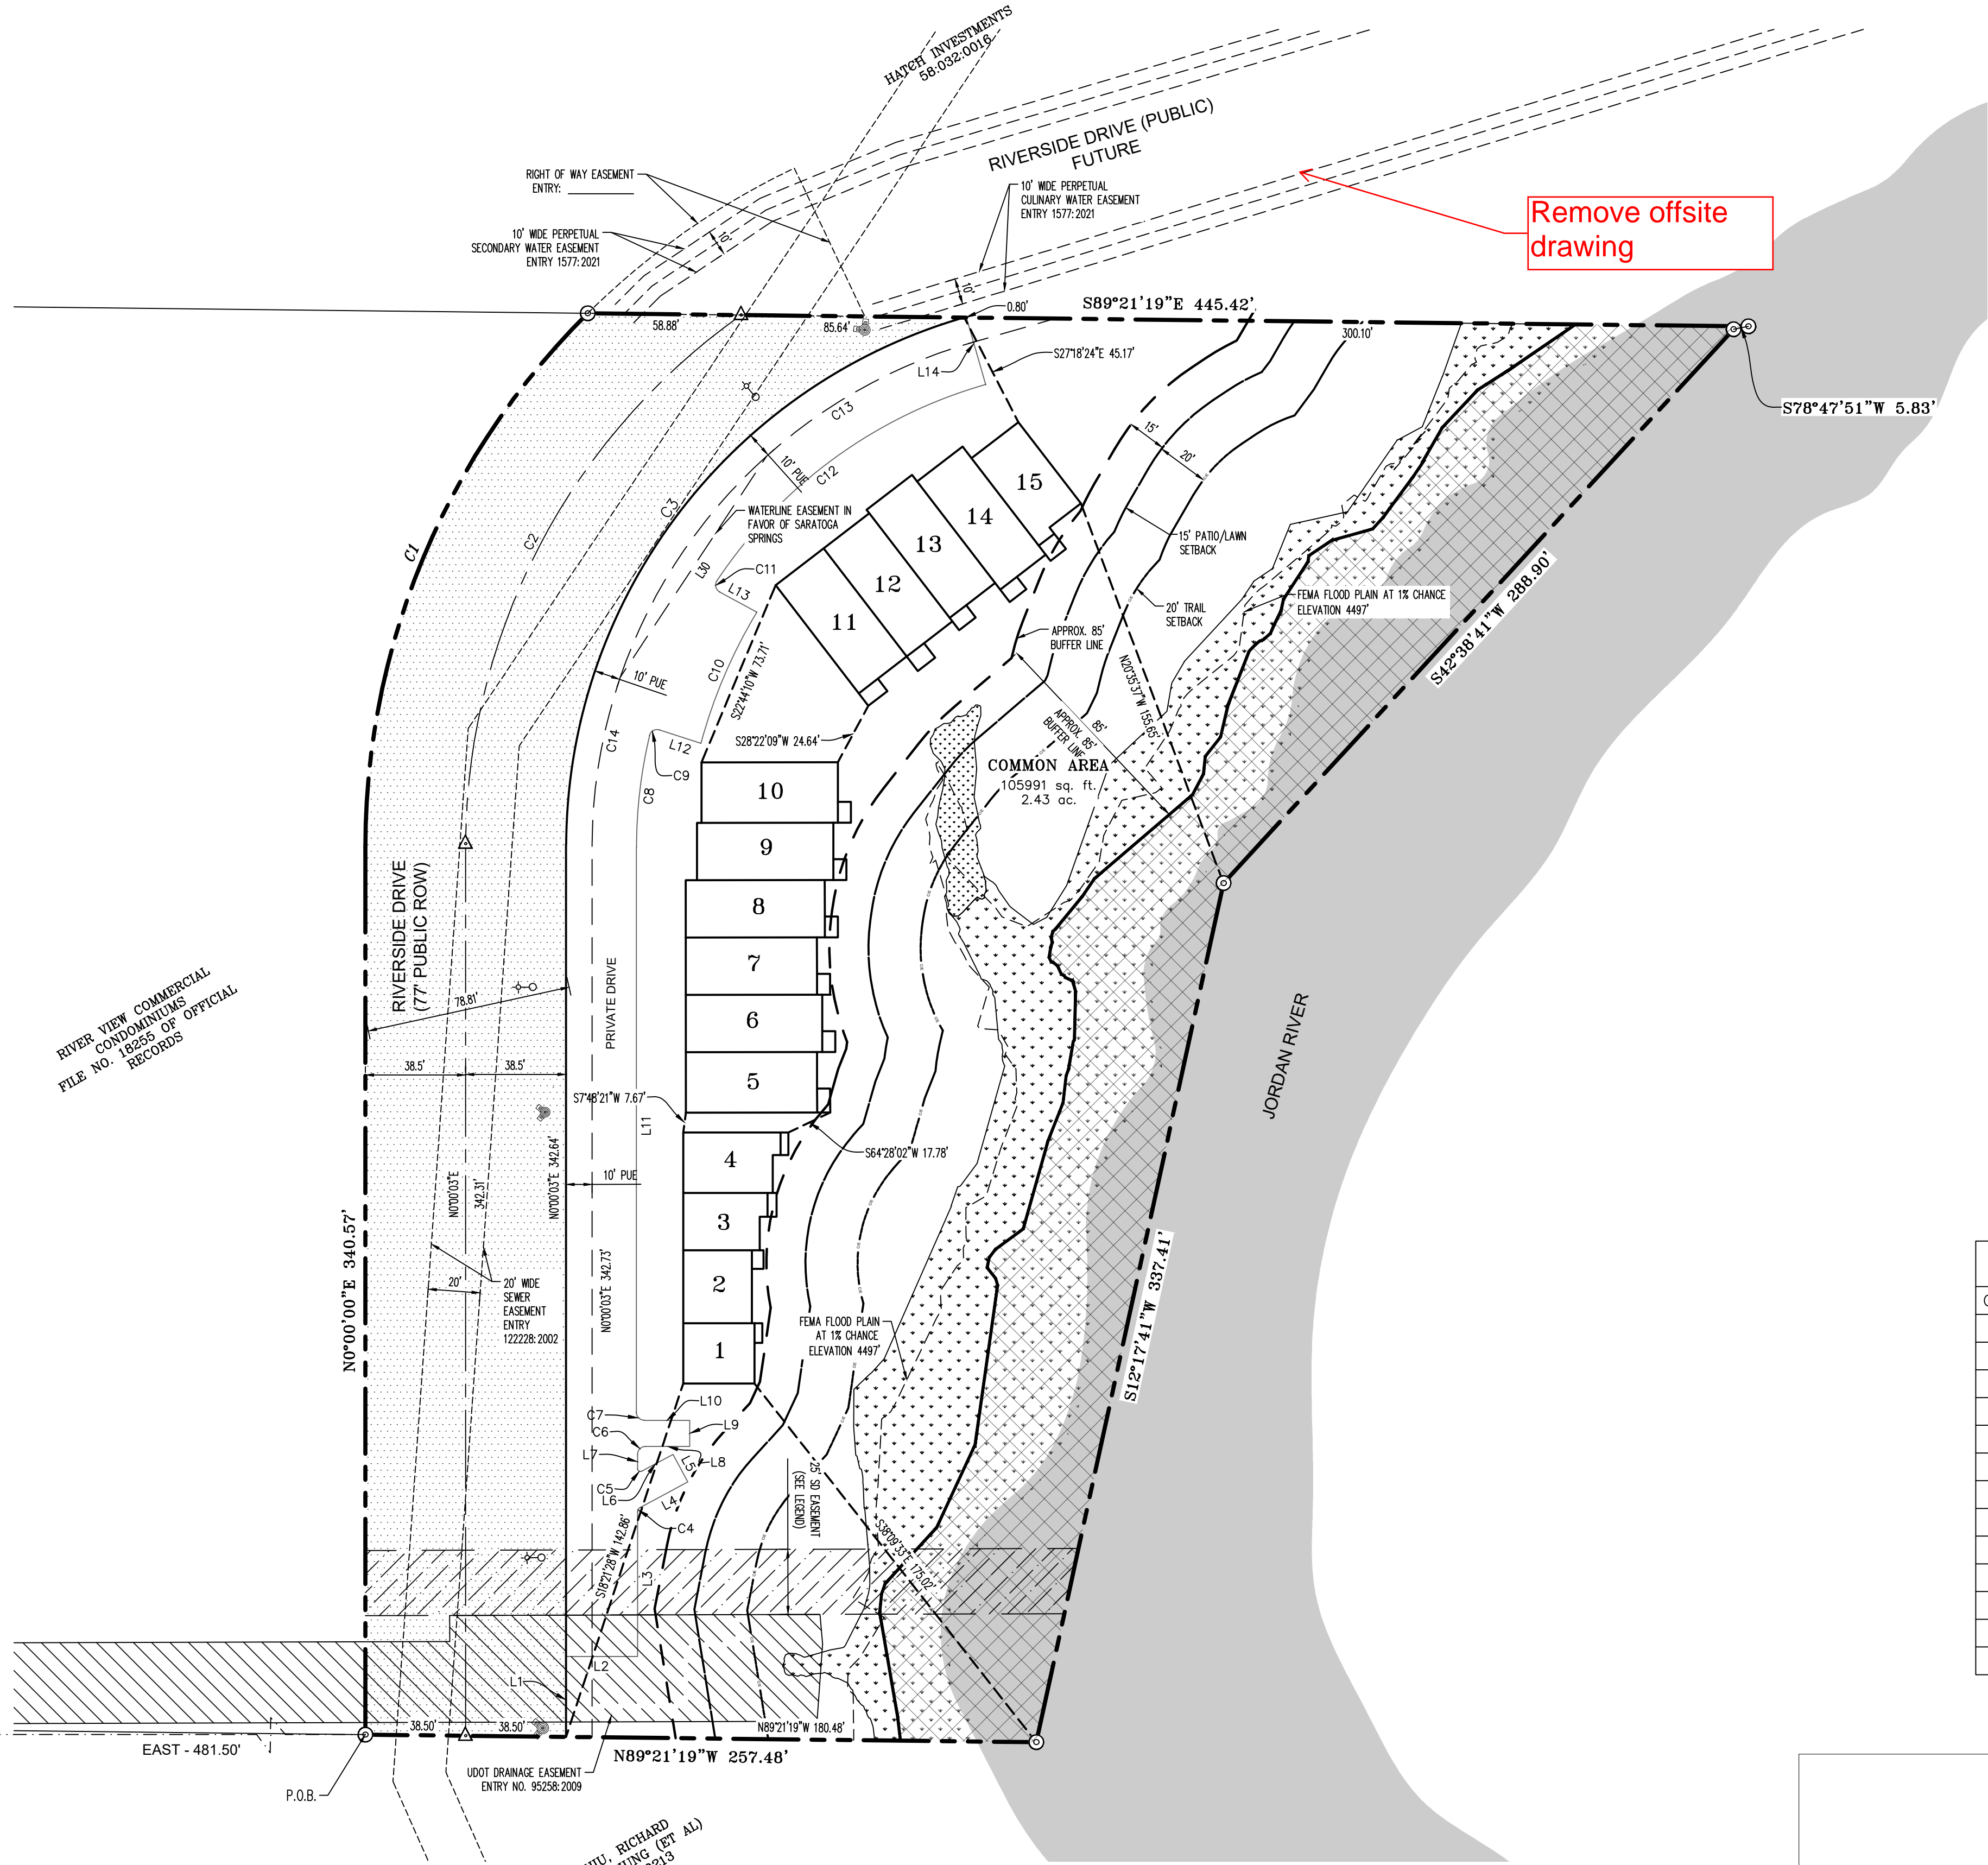 HATCH INVESTMENTS
58:032:0016
RIVERSIDE DRIVE (PUBLIC)
FUTURE
RIGHT OF WAY EASEMENT
ENTRY:
10' WIDE PERPETUAL
CULINARY WATER EASEMENT
ENTRY 1577:2021
Remove offsite
drawing
10' WIDE PERPETUAL
SECONDARY WATER EASEMENT
ENTRY 1577:2021
10'
10'
0.80'
S89°21'19"E 445.42'
58.88'
85.64'
300.10'
S27°18'24"E 45.17'
L14
S78°47'51"W 5.83'
C13
15'
20'
10' PUE
C12
15
14
13
12
11
WATERLINE EASEMENT IN
FAVOR OF SARATOGA
SPRINGS
C3
C2
C1
15' PATIO/LAWN
SETBACK
C11
L30
L13
FEMA FLOOD PLAIN AT 1% CHANCE
ELEVATION 4497'
20' TRAIL
SETBACK
S42°38'41"W 288.90'
APPROX. 85'
BUFFER LINE
N20°35'37"W 155.65'
C10
S22°44'10"W 73.71'
10' PUE
85'
APPROX. 85'
BUFFER LINE
C14
L12
S28°22'09"W 24.64'
C9
COMMON AREA
105991 sq. ft.
2.43 ac.
C8
10
9
8
7
6
5
RIVERSIDE DRIVE
(77' PUBLIC ROW)
PRIVATE DRIVE
78.81'
RIVER VIEW COMMERCIAL
CONDOMINIUMS
FILE NO. 18255 OF OFFICIAL
RECORDS
38.5'
38.5'
JORDAN RIVER
S7°48'21"W 7.67'
L11
S64°28'02"W 17.78'
4
3
2
1
N0°00'03"E
342.31'
N0°00'03"E 342.64'
10' PUE
N0°00'00"E 340.57'
N0°00'03"E 342.73'
20'
20' WIDE
SEWER
EASEMENT
ENTRY
122228:2002
S12°17'41"W 337.41'
FEMA FLOOD PLAIN
AT 1% CHANCE
ELEVATION 4497'
L10
C7
L9
C6
L7
L8
L5
C5
L6
L4
C4
25' SD EASEMENT
(SEE LEGEND)
S38°09'33"E 175.02'
S18°21'28"W 142.86'
L3
L2
L1
38.50'
38.50'
N89°21'19"W 180.48'
EAST - 481.50'
N89°21'19"W 257.48'
UDOT DRAINAGE EASEMENT
ENTRY NO. 95258:2009
P.O.B.
RICHARD
(ET AL)